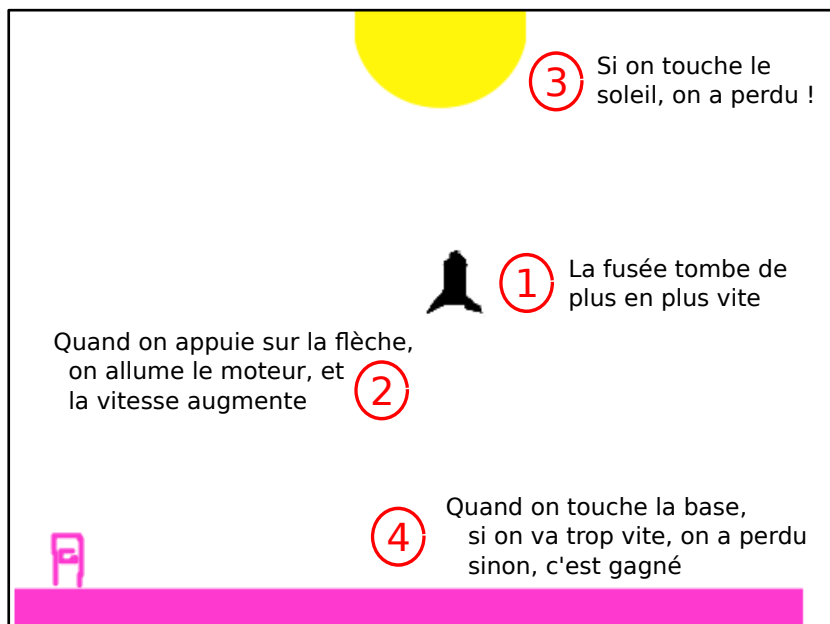 3
Si on touche le
soleil, on a perdu !
1
La fusée tombe de
plus en plus vite
Quand on appuie sur la flèche,
on allume le moteur, et
la vitesse augmente
2
4
Quand on touche la base,
si on va trop vite, on a perdu
sinon, c'est gagné